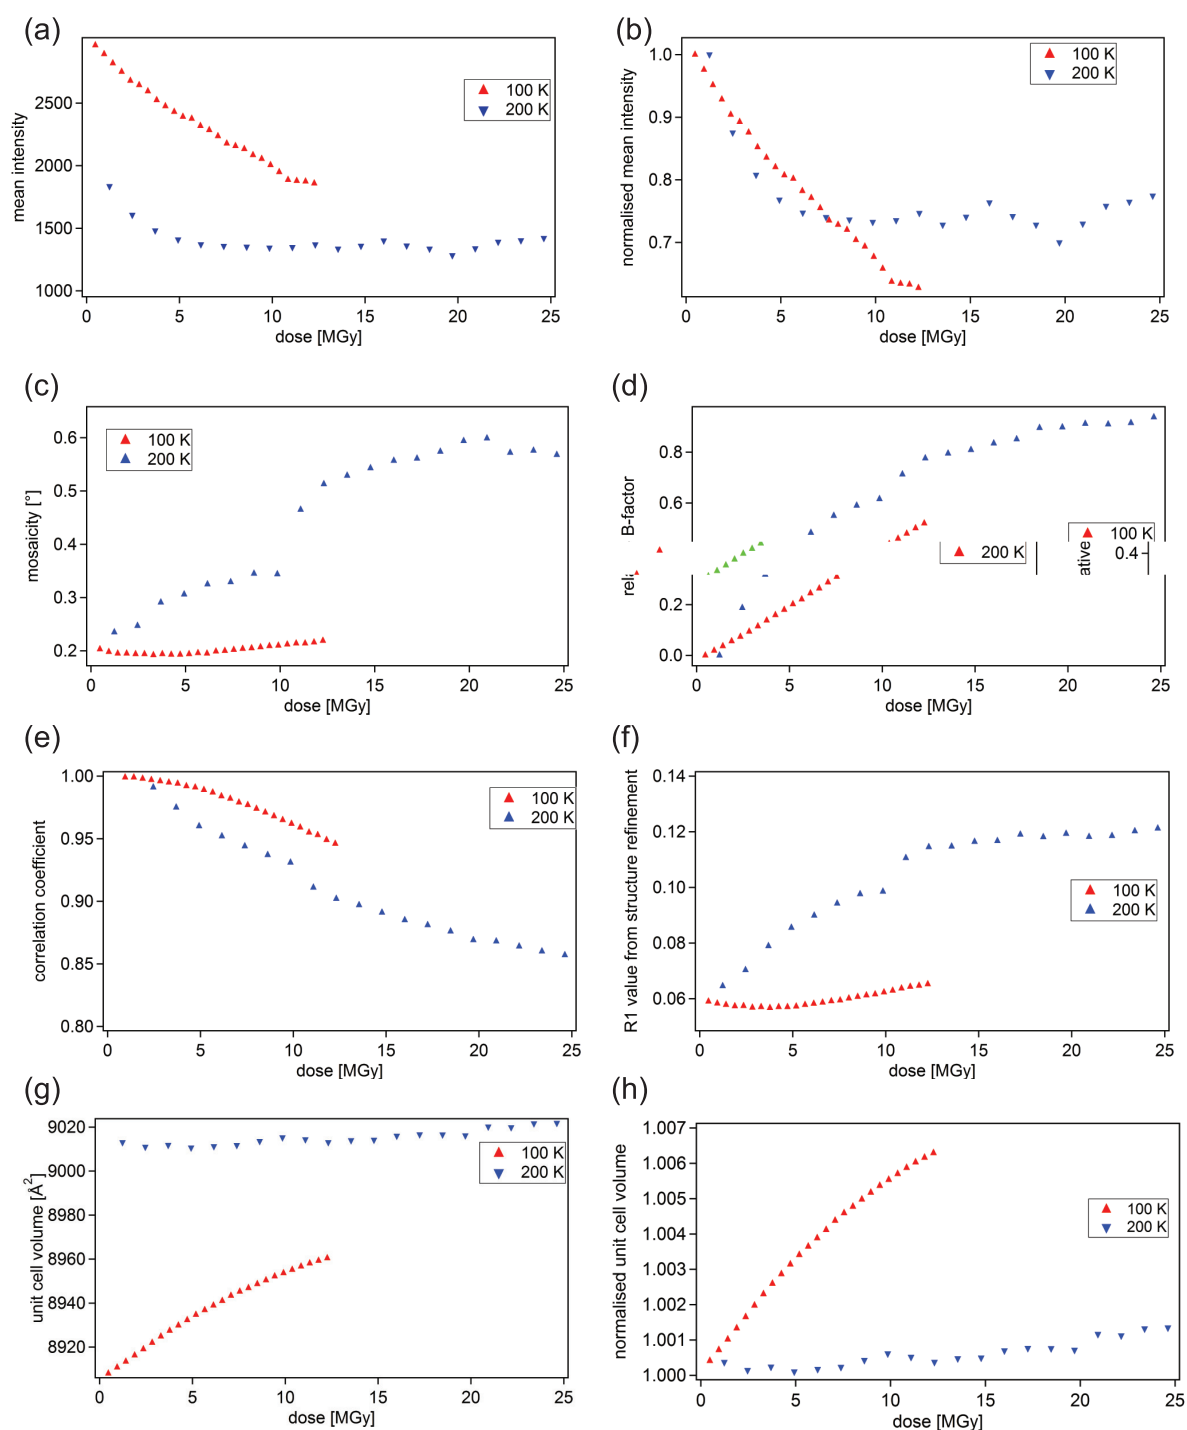 (a)
mean intensity
2500
2000
1500
1000
0 5 10 15 20 25
dose [MGy]
100 K
200 K
(b)
normalised mean intensity
1.0
0.9
0.8
0.7
0 5 10 15 20 25
dose [MGy]
100 K
200 K
(c)
mosaicity [°]
0.6
0.5
0.4
0.3
0.2
0 5 10 15 20 25
dose [MGy]
100 K
200 K
(d)
B-factor
0.8
0.6
0.2
0.0
0 5 10 15 20 25
dose [MGy]
100 K
200 K
ative
0.4
(e)
correlation coefficient
1.00
0.95
0.90
0.85
0.80
0 5 10 15 20 25
dose [MGy]
100 K
200 K
(f)
R1 value from structure refinement
0.14
0.12
0.10
0.08
0.06
0 5 10 15 20 25
dose [MGy]
100 K
200 K
(g)
unit cell volume [Å²]
9020
9000
8980
8960
8940
8920
0 5 10 15 20 25
dose [MGy]
100 K
200 K
(h)
normalised unit cell volume
1.007
1.006
1.005
1.004
1.003
1.002
1.001
1.000
0 5 10 15 20 25
dose [MGy]
100 K
200 K